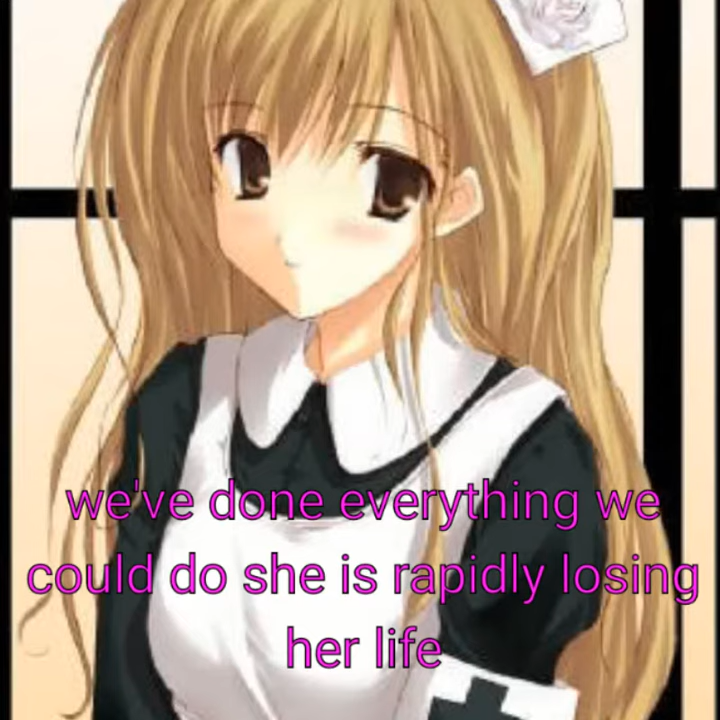 we've done everything we
could do she is rapidly losing
her life